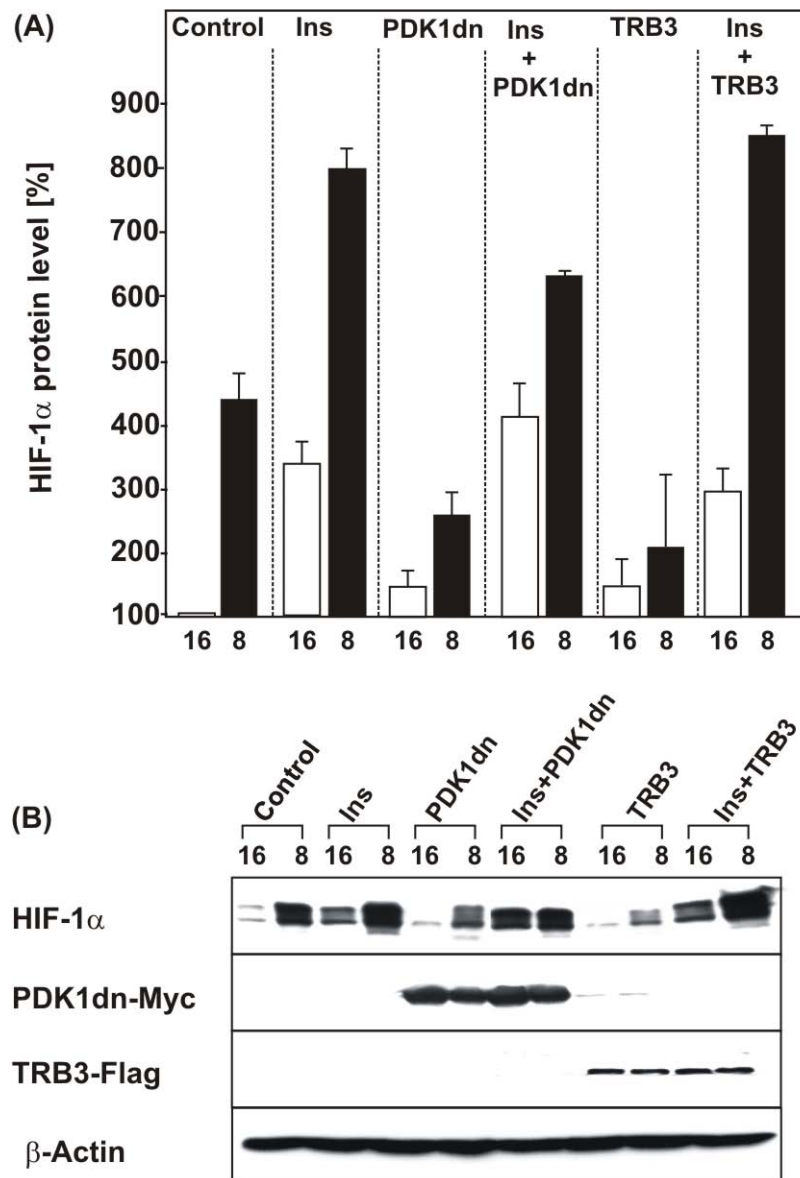 (A)
Control Ins PDK1dn Ins + PDK1dn TRB3 Ins + TRB3
HIF-1α protein level [%]
900
800
700
600
500
400
300
200
100
16 8 16 8 16 8 16 8 16 8 16 8
(B)
Control Ins PDK1dn Ins+PDK1dn TRB3 Ins+TRB3
16 8 16 8 16 8 16 8 16 8 16 8
HIF-1α
PDK1dn-Myc
TRB3-Flag
β-Actin